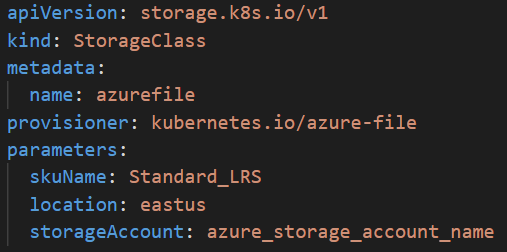 apiVersion: storage.k8s.io/v1
kind: StorageClass
metadata:
  name: azurefile
provisioner: kubernetes.io/azure-file
parameters:
  skuName: Standard_LRS
  location: eastus
  storageAccount: azure_storage_account_name